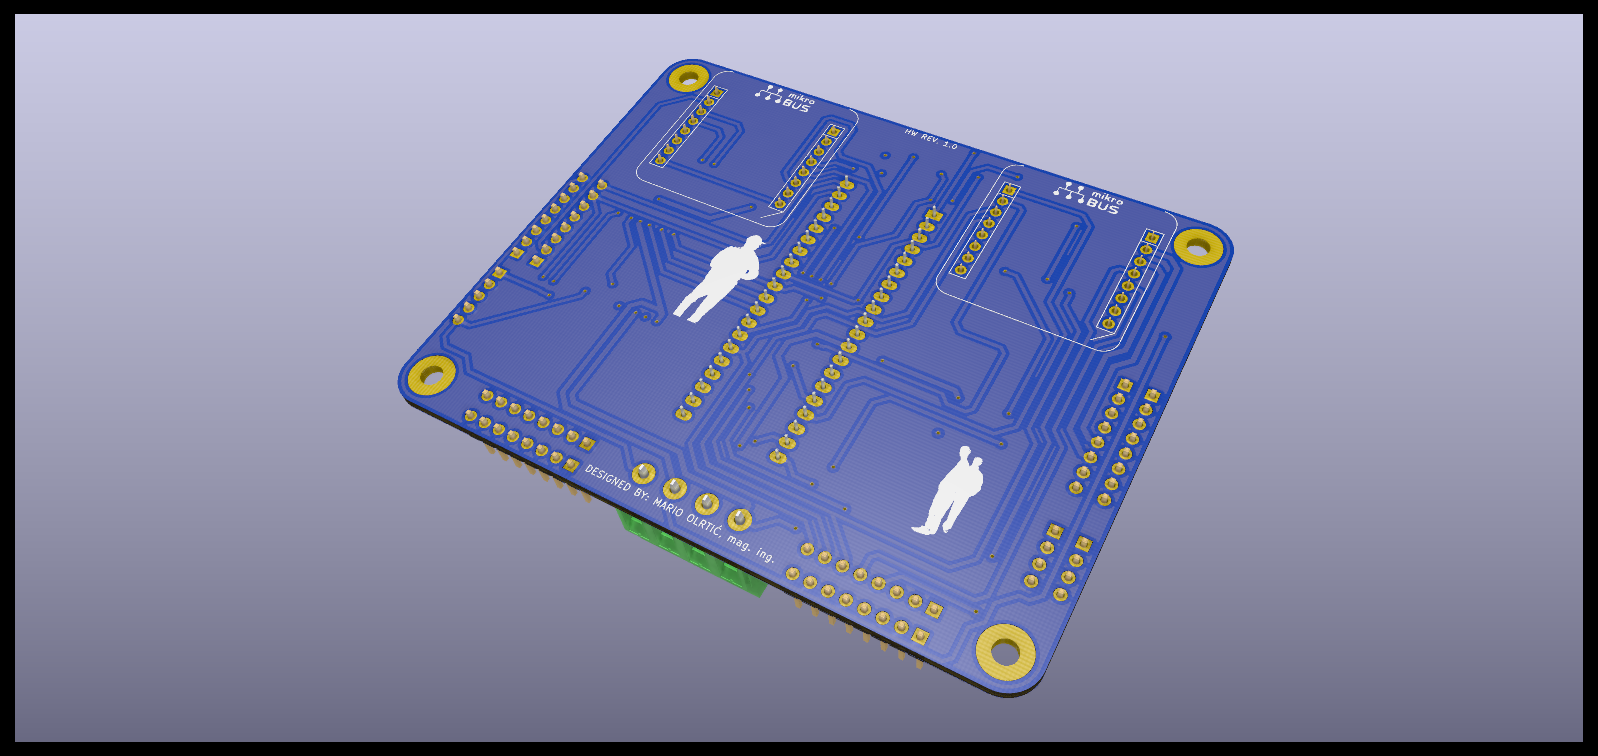 mikro
BUS
HW REV. 1.0
mikro
BUS
DESIGNED BY: MARIO OLRTIĆ, mag. ing.